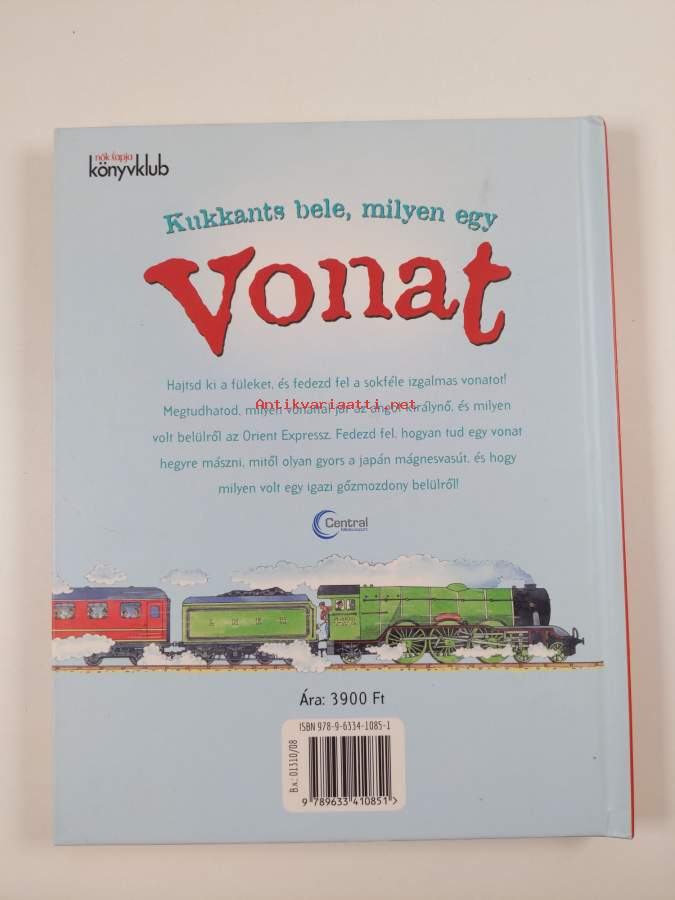 nők lapja
könyvklub
Kukkants bele, milyen egy
Vonat
Hajtsd ki a füleket, és fedezd fel a sokféle izgalmas vonatot!
Antikvariaatti.net
Megtudhatod, milyen vonattal jár az angol királynő, és milyen
volt belülről az Orient Expressz. Fedezd fel, hogyan tud egy vonat
hegyre mászni, mitől olyan gyors a japán mágnesvasút, és hogy
milyen volt egy igazi gőzmozdony belülről!
Central
L N E R
Ára: 3900 Ft
ISBN 978-9-6334-1085-1
B.x.: 01310/08
9 789633 410851 >